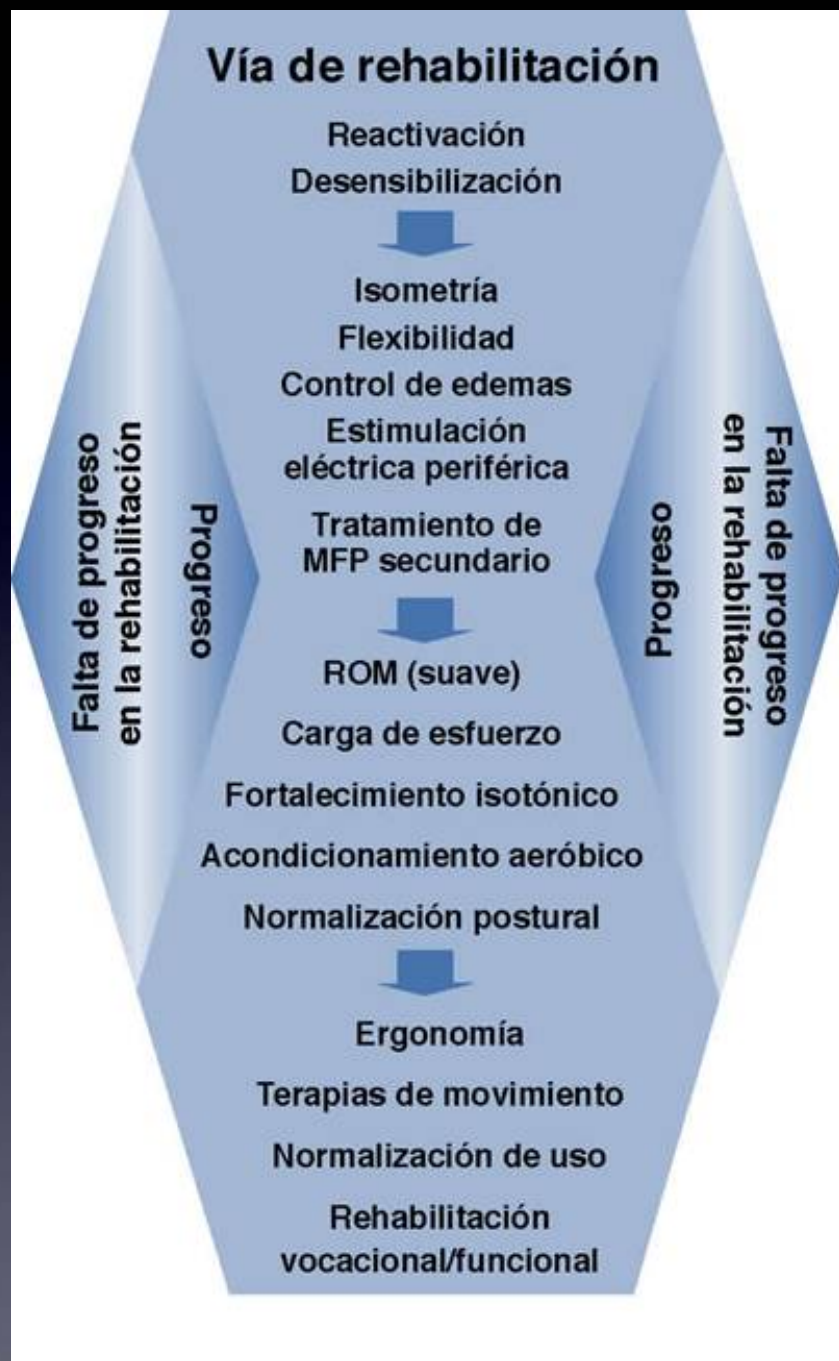 Vía de rehabilitación
Reactivación
Desensibilización
Isometría
Flexibilidad
Control de edemas
Estimulación
eléctrica periférica
Tratamiento de
MFP secundario
ROM (suave)
Carga de esfuerzo
Fortalecimiento isotónico
Acondicionamiento aeróbico
Normalización postural
Ergonomía
Terapias de movimiento
Normalización de uso
Rehabilitación
vocacional/funcional
Falta de progreso
en la rehabilitación
Progreso
Progreso
Falta de progreso
en la rehabilitación